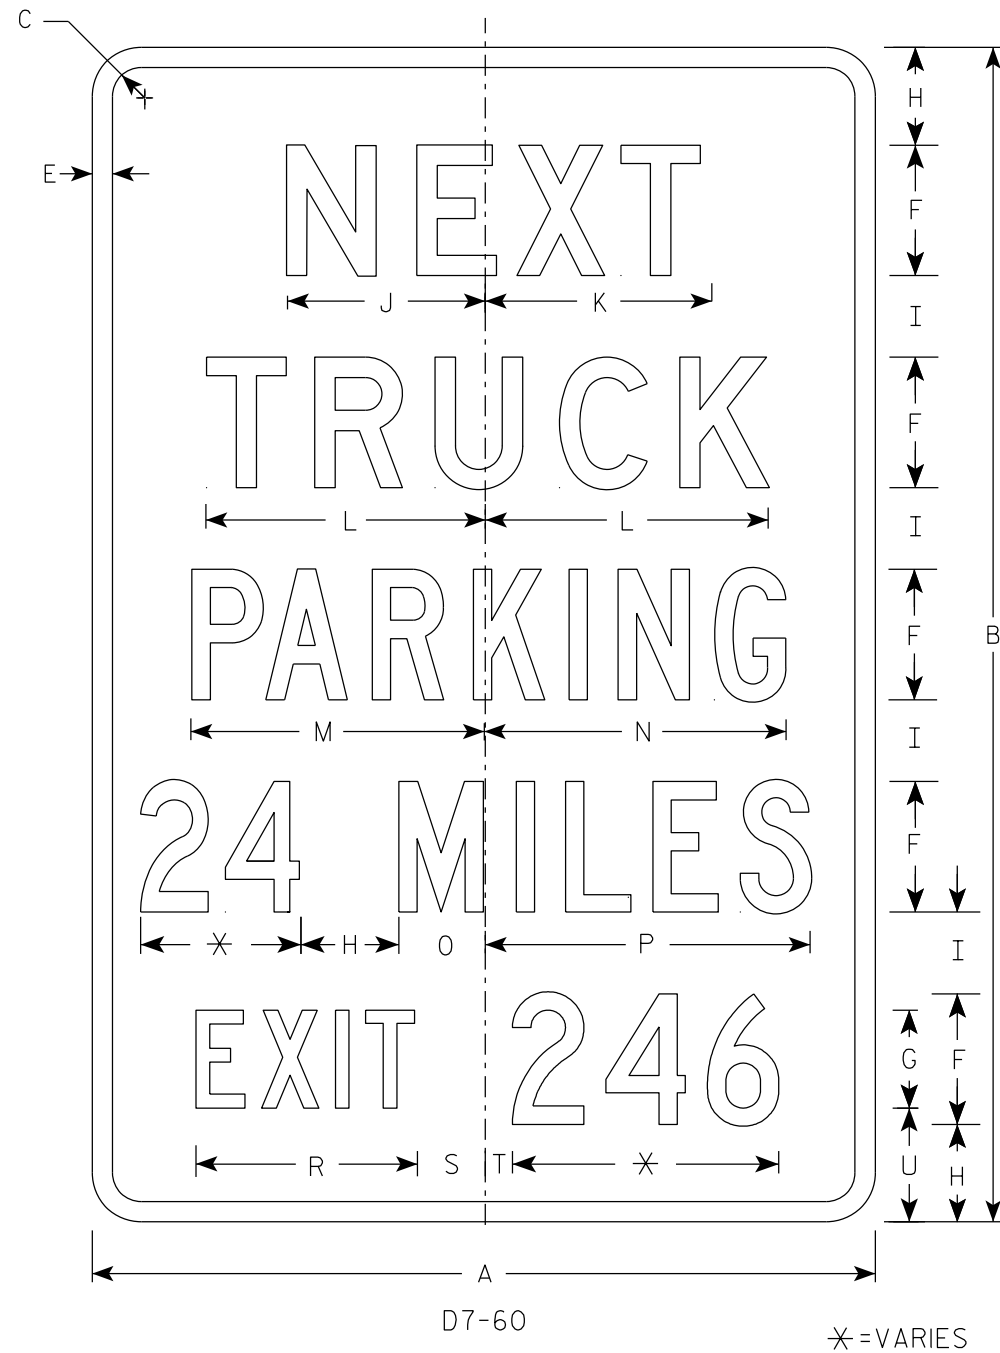 C
H
E
NEXT
F
J K
I
TRUCK
F
L L
I
B
PARKING
F
M N
I
24 MILES
F
* H O P
I
EXIT 246
G F
R S T *
U H
A
D7-60
*=VARIES